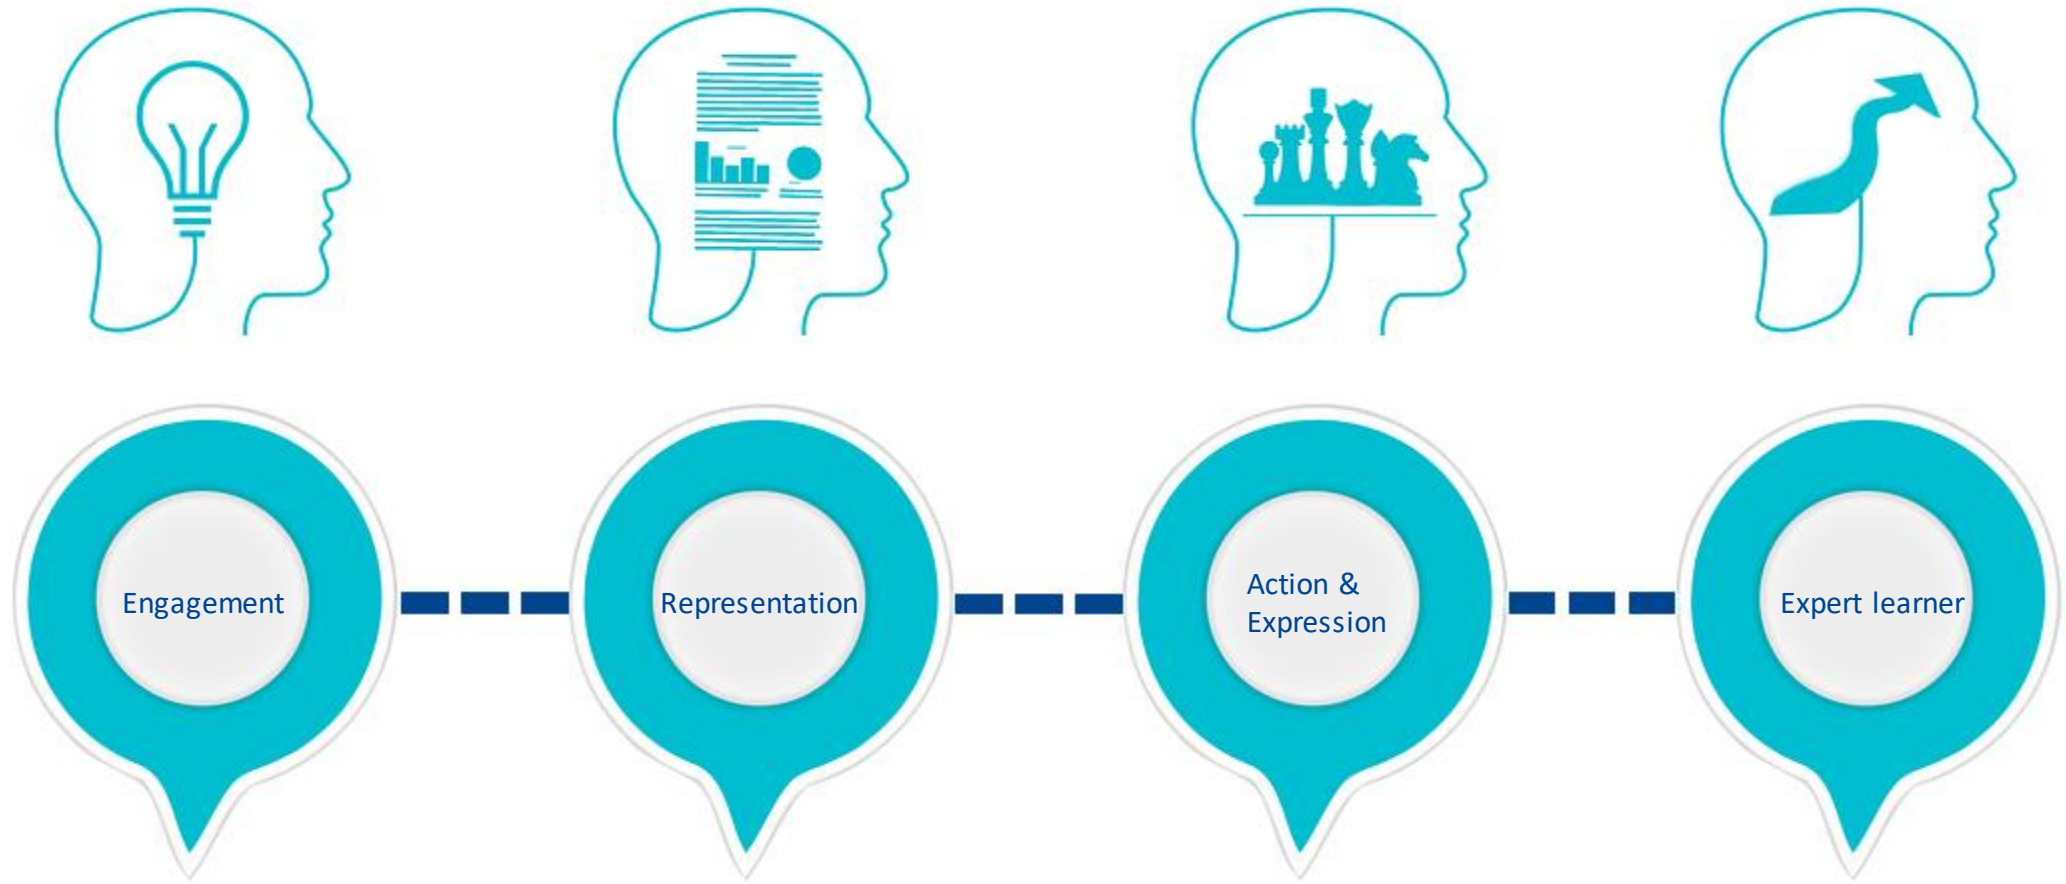 Engagement
Representation
Action &
Expression
Expert learner